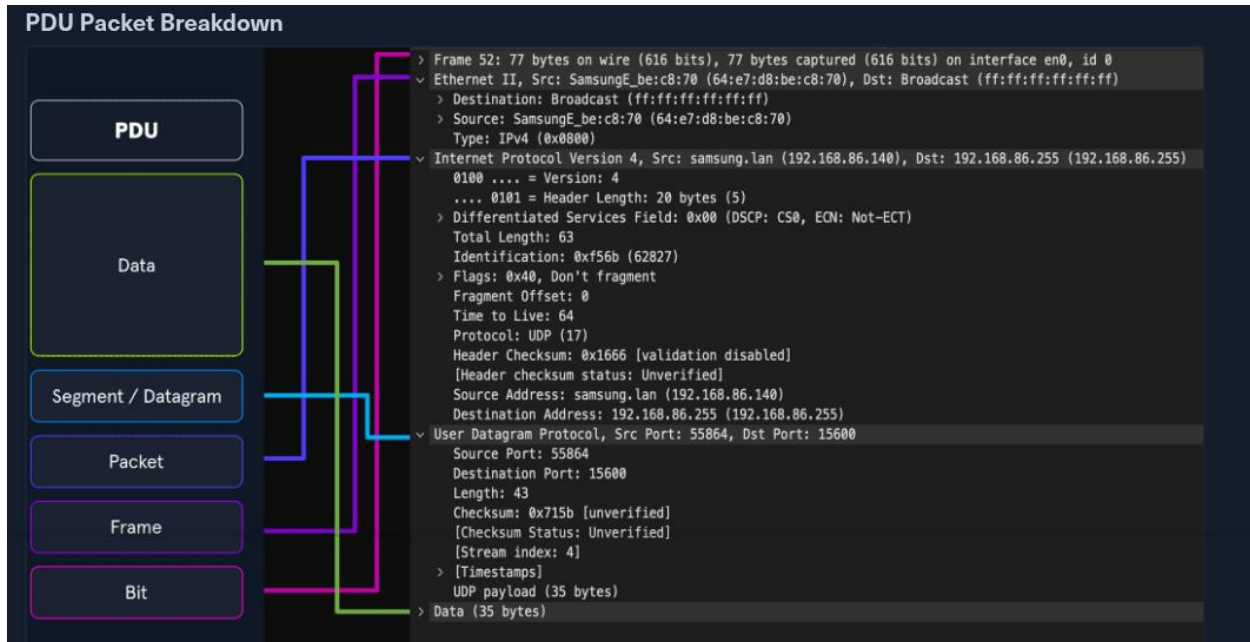 PDU Packet Breakdown
PDU
Data
Segment / Datagram
Packet
Frame
Bit
> Frame 52: 77 bytes on wire (616 bits), 77 bytes captured (616 bits) on interface en0, id 0
Ethernet II, Src: SamsungE_be:c8:70 (64:e7:d8:be:c8:70), Dst: Broadcast (ff:ff:ff:ff:ff:ff)
> Destination: Broadcast (ff:ff:ff:ff:ff:ff)
> Source: SamsungE_be:c8:70 (64:e7:d8:be:c8:70)
Type: IPv4 (0x0800)
Internet Protocol Version 4, Src: samsung.lan (192.168.86.140), Dst: 192.168.86.255 (192.168.86.255)
0100 .... = Version: 4
.... 0101 = Header Length: 20 bytes (5)
> Differentiated Services Field: 0x00 (DSCP: CS0, ECN: Not-ECT)
Total Length: 63
Identification: 0xf56b (62827)
> Flags: 0x40, Don't fragment
Fragment Offset: 0
Time to Live: 64
Protocol: UDP (17)
Header Checksum: 0x1666 [validation disabled]
[Header checksum status: Unverified]
Source Address: samsung.lan (192.168.86.140)
Destination Address: 192.168.86.255 (192.168.86.255)
User Datagram Protocol, Src Port: 55864, Dst Port: 15600
Source Port: 55864
Destination Port: 15600
Length: 43
Checksum: 0x715b [unverified]
[Checksum Status: Unverified]
[Stream index: 4]
> [Timestamps]
UDP payload (35 bytes)
> Data (35 bytes)